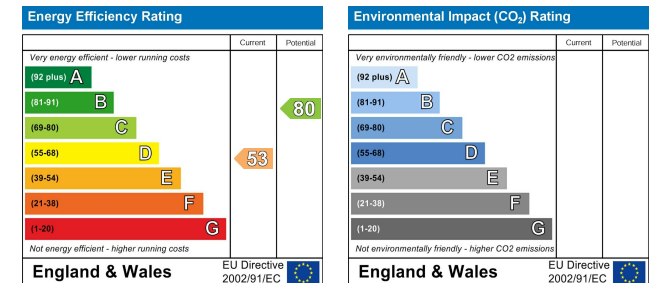 Energy Efficiency Rating
Current Potential
Very energy efficient - lower running costs
(92 plus) A
(81-91) B
(69-80) C
(55-68) D
(39-54) E
(21-38) F
(1-20) G
80
53
Not energy efficient - higher running costs
England & Wales
EU Directive
2002/91/EC
Environmental Impact (CO₂) Rating
Current Potential
Very environmentally friendly - lower CO2 emissions
(92 plus) A
(81-91) B
(69-80) C
(55-68) D
(39-54) E
(21-38) F
(1-20) G
Not environmentally friendly - higher CO2 emissions
England & Wales
EU Directive
2002/91/EC